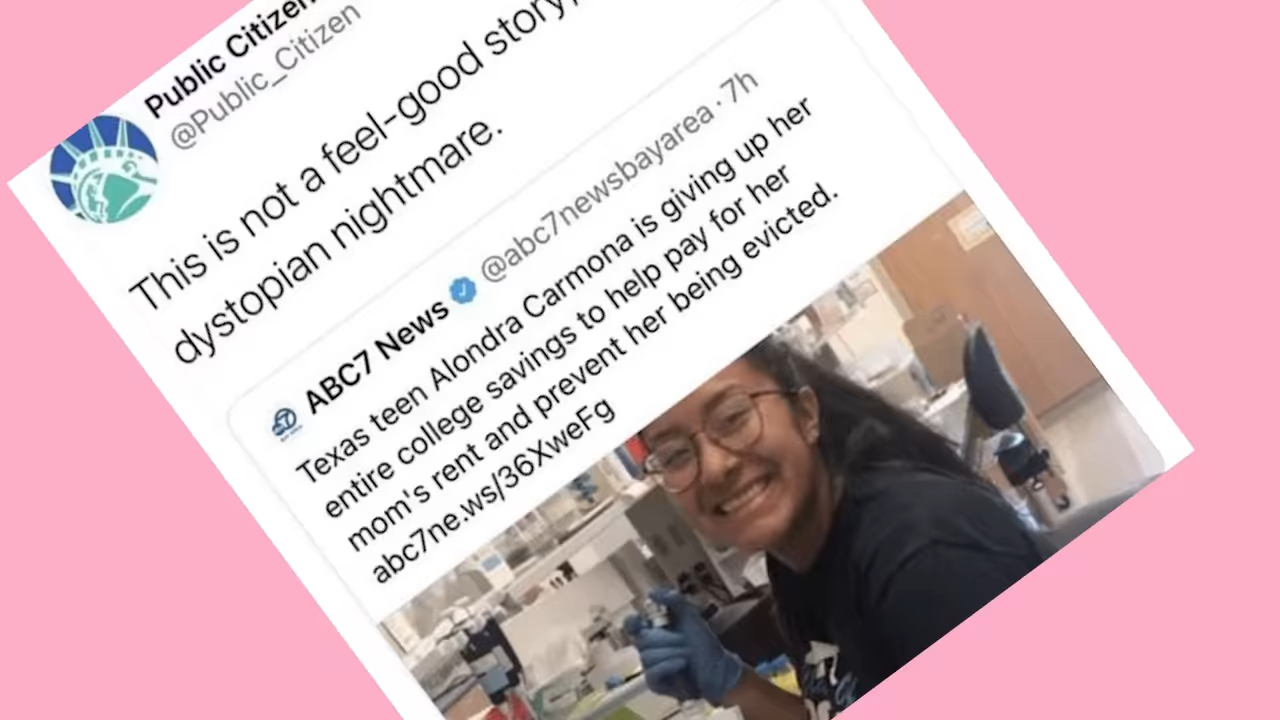 Public Citizen
@Public_Citizen
This is not a feel-good story,
dystopian nightmare.
ABC7 News @abc7newsbayarea · 7h
Texas teen Alondra Carmona is giving up her
entire college savings to help pay for her
mom's rent and prevent her being evicted.
abc7ne.ws/36XweFg